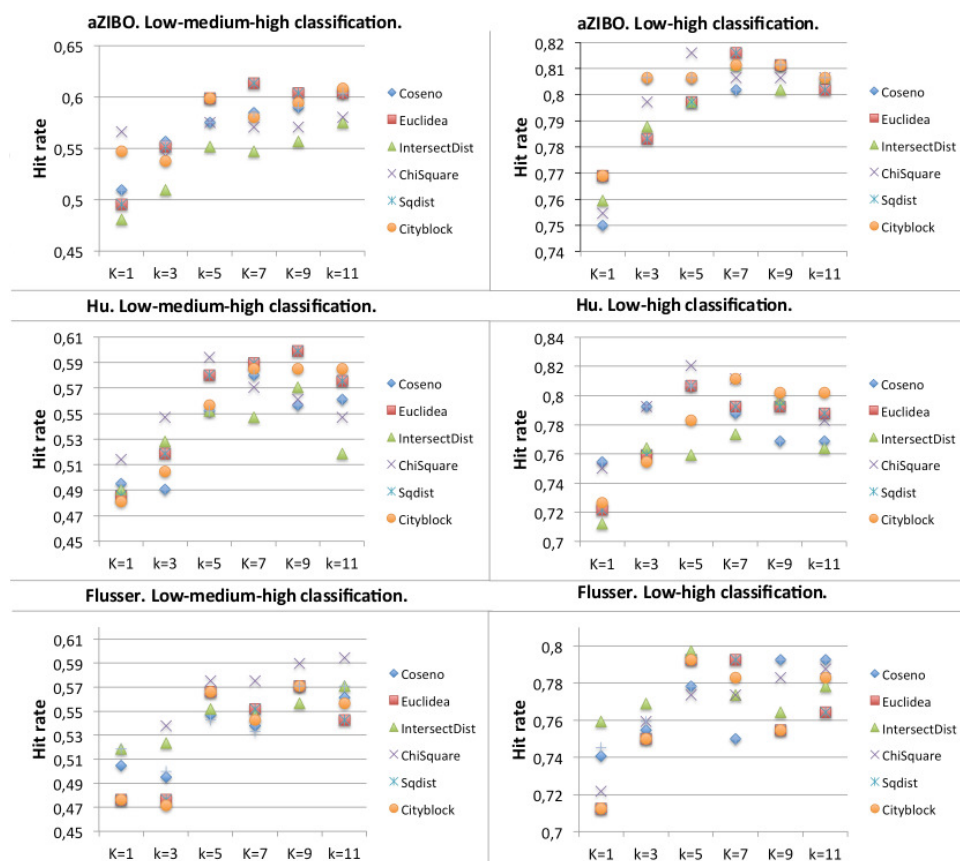 aZIBO. Low-medium-high classification.
0,65
0,6
0,55
0,5
0,45
Hit rate
K=1 k=3 k=5 K=7 K=9 k=11
Coseno
Euclidea
IntersectDist
ChiSquare
Sqdist
Cityblock
aZIBO. Low-high classification.
0,82
0,81
0,8
0,79
0,78
0,77
0,76
0,75
0,74
Hit rate
K=1 k=3 k=5 K=7 K=9 k=11
Coseno
Euclidea
IntersectDist
ChiSquare
Sqdist
Cityblock
Hu. Low-medium-high classification.
0,61
0,59
0,57
0,55
0,53
0,51
0,49
0,47
0,45
Hit rate
K=1 k=3 k=5 K=7 K=9 k=11
Coseno
Euclidea
IntersectDist
ChiSquare
Sqdist
Cityblock
Hu. Low-high classification.
0,84
0,82
0,8
0,78
0,76
0,74
0,72
0,7
Hit rate
K=1 k=3 k=5 K=7 K=9 k=11
Coseno
Euclidea
IntersectDist
ChiSquare
Sqdist
Cityblock
Flusser. Low-medium-high classification.
0,61
0,59
0,57
0,55
0,53
0,51
0,49
0,47
0,45
Hit rate
K=1 k=3 k=5 K=7 K=9 k=11
Coseno
Euclidea
IntersectDist
ChiSquare
Sqdist
Cityblock
Flusser. Low-high classification.
0,8
0,78
0,76
0,74
0,72
0,7
Hit rate
K=1 k=3 k=5 K=7 K=9 k=11
Coseno
Euclidea
IntersectDist
ChiSquare
Sqdist
Cityblock